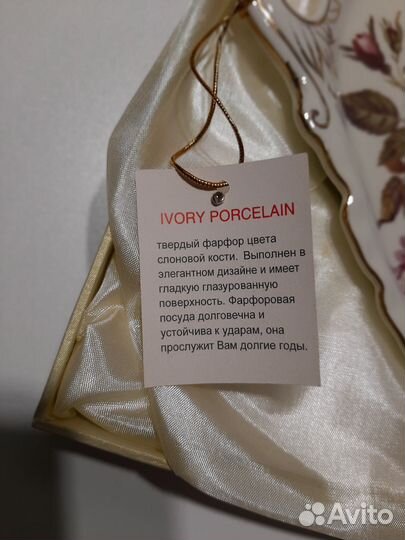 IVORY PORCELAIN
твердый фарфор цвета
слоновой кости. Выполнен в
элегантном дизайне и имеет
гладкую глазурованную
поверхность. Фарфоровая
посуда долговечна и
устойчива к ударам, она
прослужит Вам долгие годы.
Avito